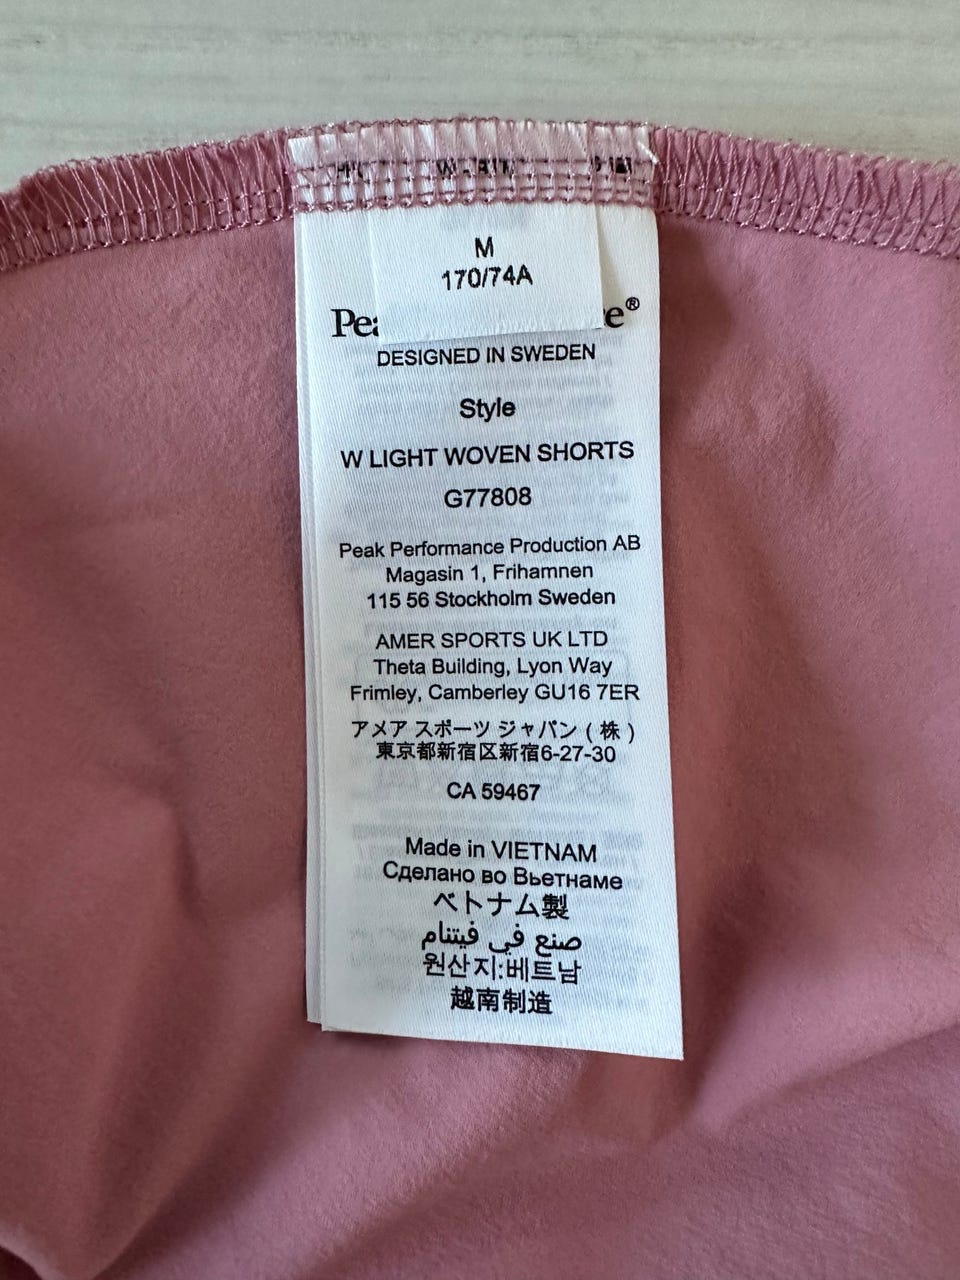 M
170/74A
DESIGNED IN SWEDEN
Style
W LIGHT WOVEN SHORTS
G77808
Peak Performance Production AB
Magasin 1, Frihamnen
115 56 Stockholm Sweden
AMER SPORTS UK LTD
Theta Building, Lyon Way
Frimley, Camberley GU16 7ER
アメア スポーツ ジャパン ( 株 )
東京都新宿区新宿6-27-30
CA 59467
Made in VIETNAM
Сделано во Вьетнаме
ベトナム製
صنع في فيتنام
원산지:베트남
越南制造